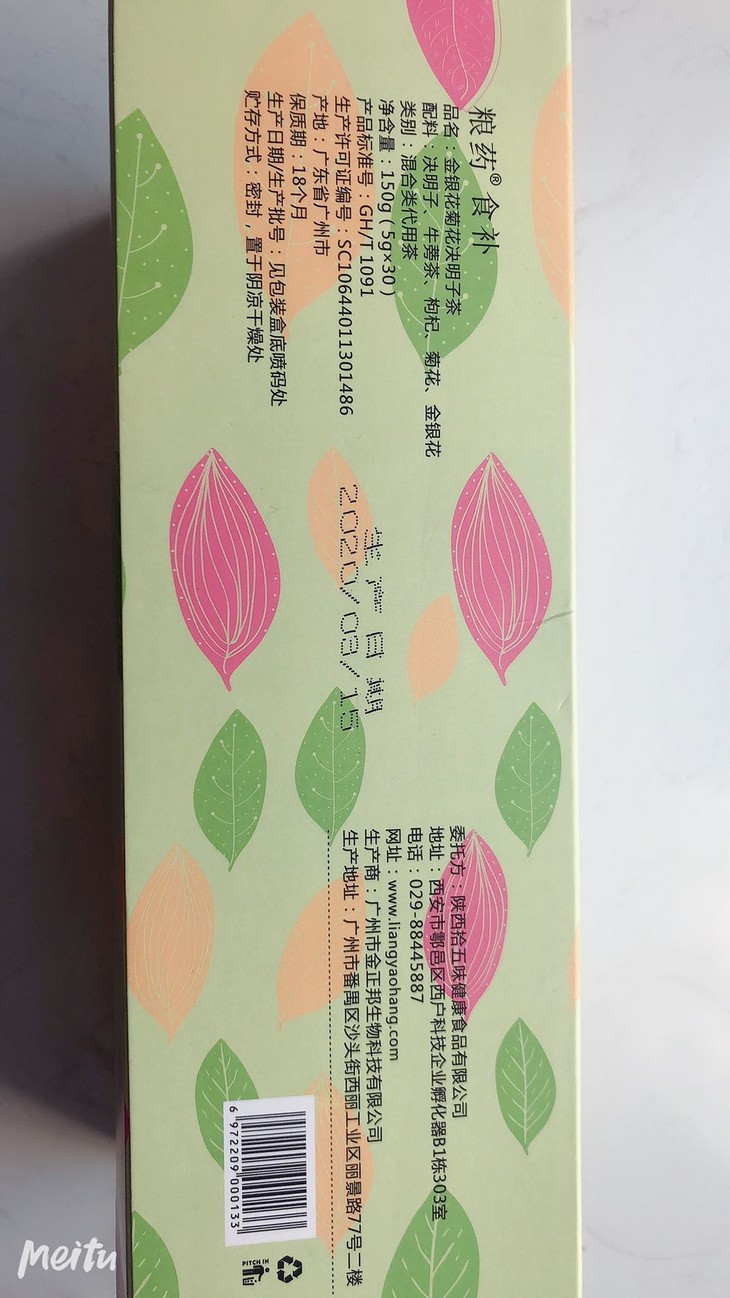 粮药®食补
品名：金银花菊花决明子茶
配料：决明子、牛蒡茶、枸杞、菊花、金银花
类别：混合类代用茶
净含量：150g（5g×30）
产品标准号：GH/T 1091
生产许可证编号：SC10644011301486
产地：广东省广州市
保质期：18个月
生产日期/生产批号：见包装盒底喷码处
贮存方式：密封，置于阴凉干燥处
生产日期
2020/03/15
委托方：陕西拾五味健康食品有限公司
地址：西安市鄠邑区西户科技企业孵化器B1栋303室
电话：029-88445887
网址：www.liangyaohang.com
生产商：广州市金正邦生物科技有限公司
生产地址：广州市番禺区沙头街西丽工业区丽景路77号二楼
6 972209 000133
PITCH IN
Meitu